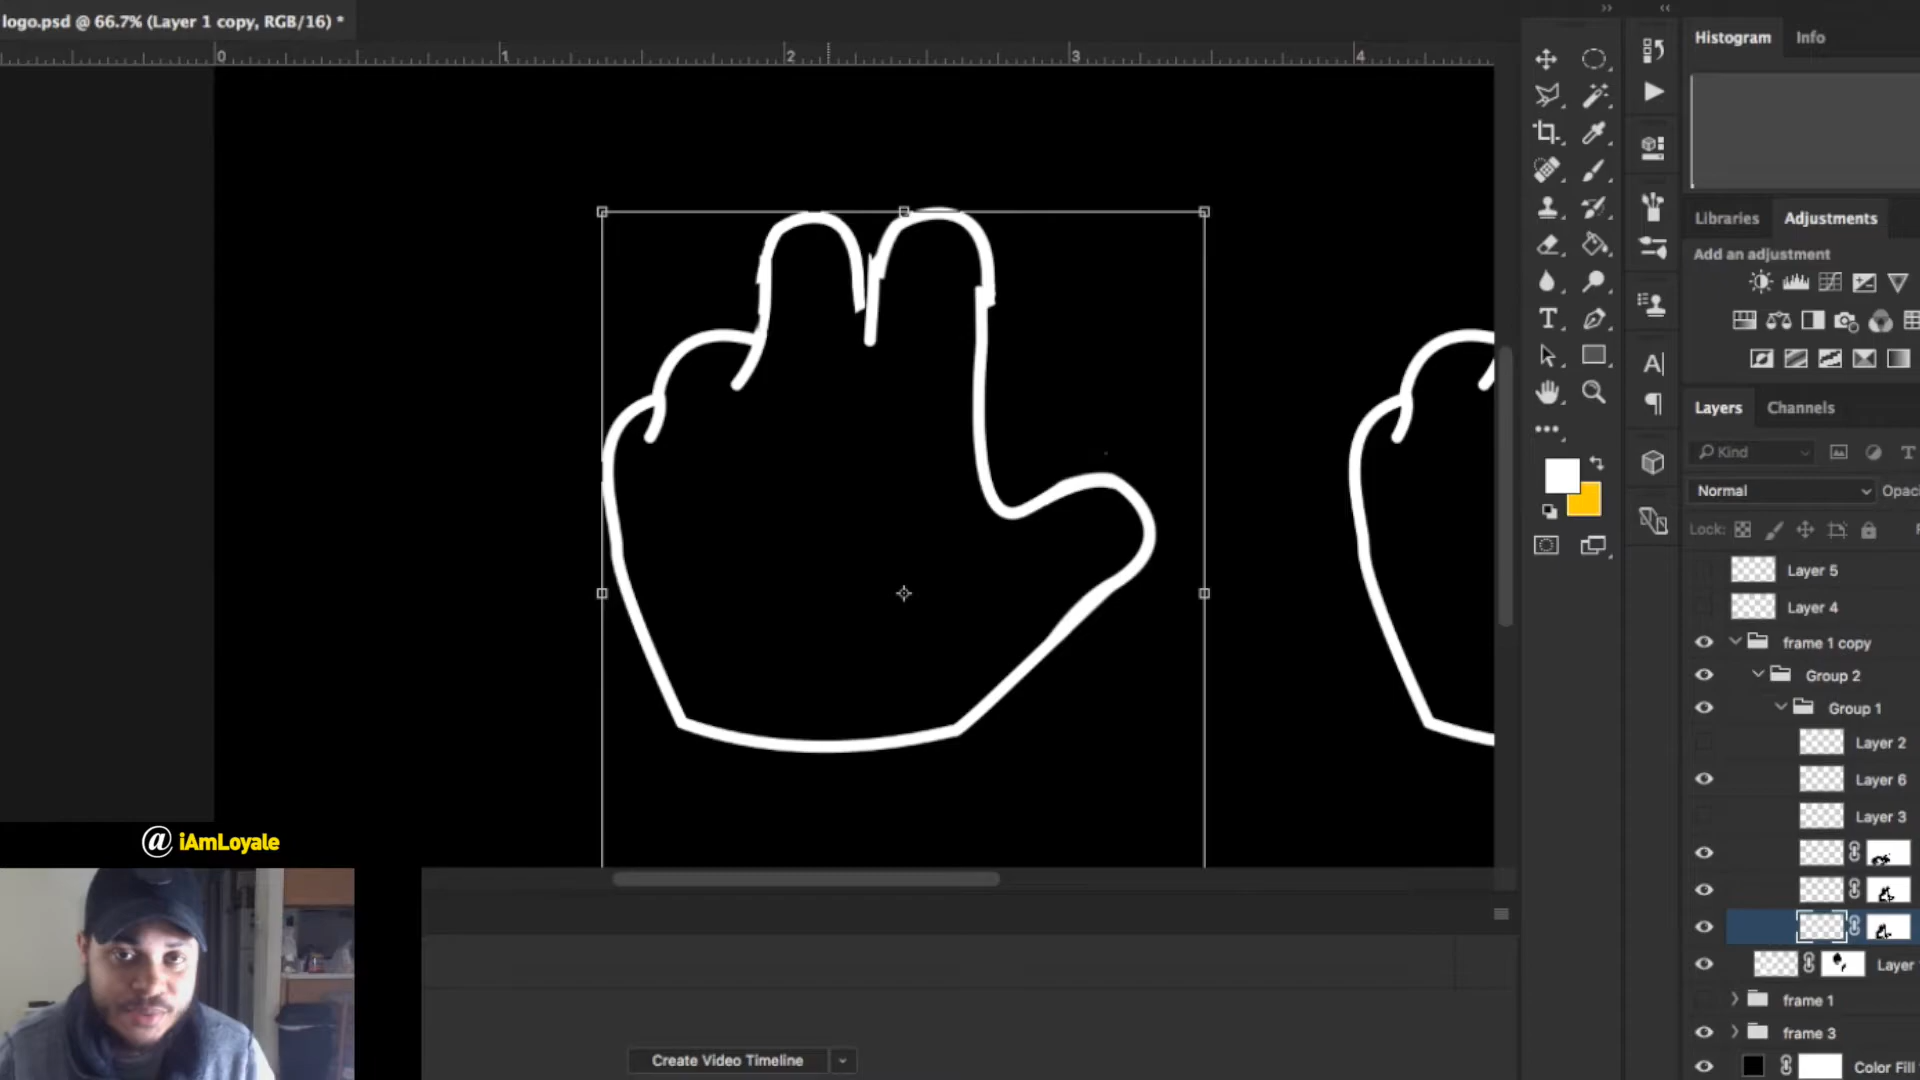 logo.psd @ 66.7% (Layer 1 copy, RGB/16) *
0 1 2 3 4
Histogram Info
Libraries Adjustments
Add an adjustment
Layers Channels
Kind
Normal Opac
Lock:
Layer 5
Layer 4
frame 1 copy
Group 2
Group 1
Layer 2
Layer 6
Layer 3
Layer
frame 1
frame 3
Color Fill
@ iAmLoyale
Create Video Timeline